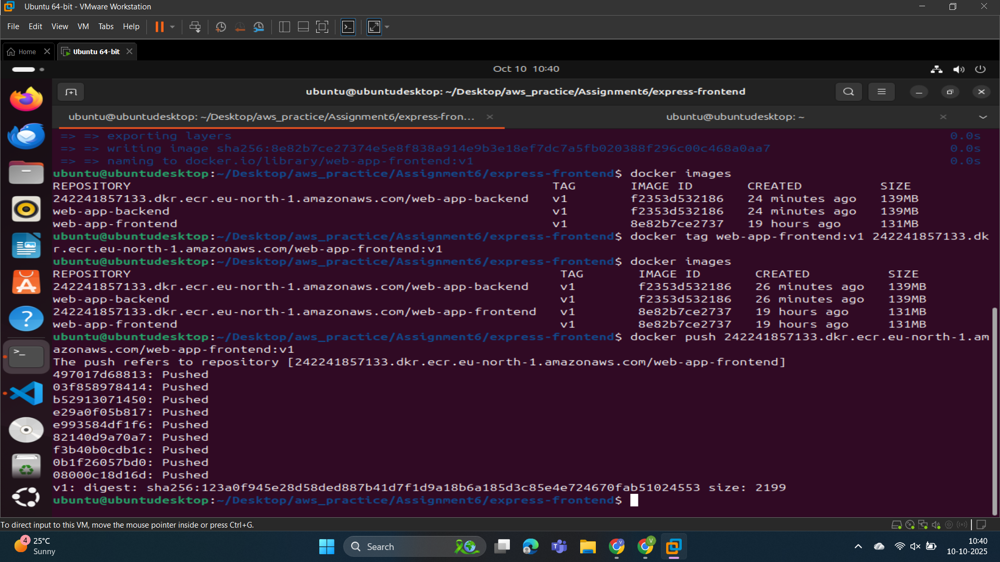 Ubuntu 64-bit - VMware Workstation
File Edit View VM Tabs Help
Home
Ubuntu 64-bit
Oct 10 10:40
ubuntu@ubuntudesktop: ~/Desktop/aws_practice/Assignment6/express-frontend
ubuntu@ubuntudesktop: ~/Desktop/aws_practice/Assignment6/express-fron...
ubuntu@ubuntudesktop: ~
=> => exporting layers 0.0s
=> => writing image sha256:8e82b7ce27374e5e8f838a914e9b3e18ef7dc7a5fb020388f296c00c468a0aa7 0.0s
=> => naming to docker.io/library/web-app-frontend:v1 0.0s
ubuntu@ubuntudesktop:~/Desktop/aws_practice/Assignment6/express-frontend$ docker images
REPOSITORY TAG IMAGE ID CREATED SIZE
242241857133.dkr.ecr.eu-north-1.amazonaws.com/web-app-backend v1 f2353d532186 24 minutes ago 139MB
web-app-backend v1 f2353d532186 24 minutes ago 139MB
web-app-frontend v1 8e82b7ce2737 19 hours ago 131MB
ubuntu@ubuntudesktop:~/Desktop/aws_practice/Assignment6/express-frontend$ docker tag web-app-frontend:v1 242241857133.dk
r.ecr.eu-north-1.amazonaws.com/web-app-frontend:v1
ubuntu@ubuntudesktop:~/Desktop/aws_practice/Assignment6/express-frontend$ docker images
REPOSITORY TAG IMAGE ID CREATED SIZE
242241857133.dkr.ecr.eu-north-1.amazonaws.com/web-app-backend v1 f2353d532186 26 minutes ago 139MB
web-app-backend v1 f2353d532186 26 minutes ago 139MB
242241857133.dkr.ecr.eu-north-1.amazonaws.com/web-app-frontend v1 8e82b7ce2737 19 hours ago 131MB
web-app-frontend v1 8e82b7ce2737 19 hours ago 131MB
ubuntu@ubuntudesktop:~/Desktop/aws_practice/Assignment6/express-frontend$ docker push 242241857133.dkr.ecr.eu-north-1.am
azonaws.com/web-app-frontend:v1
The push refers to repository [242241857133.dkr.ecr.eu-north-1.amazonaws.com/web-app-frontend]
497017d68813: Pushed
03f858978414: Pushed
b52913071450: Pushed
e29a0f05b817: Pushed
e993584df1f6: Pushed
82140d9a70a7: Pushed
f3b40b0cdb1c: Pushed
0b1f26057bd0: Pushed
08000c18d16d: Pushed
v1: digest: sha256:123a0f945e28d58ded887b41d7f1d9a18b6a185d3c85e4e724670fab51024553 size: 2199
ubuntu@ubuntudesktop:~/Desktop/aws_practice/Assignment6/express-frontend$
To direct input to this VM, move the mouse pointer inside or press Ctrl+G.
4
25°C
Sunny
Search
V
V
10:40
10-10-2025